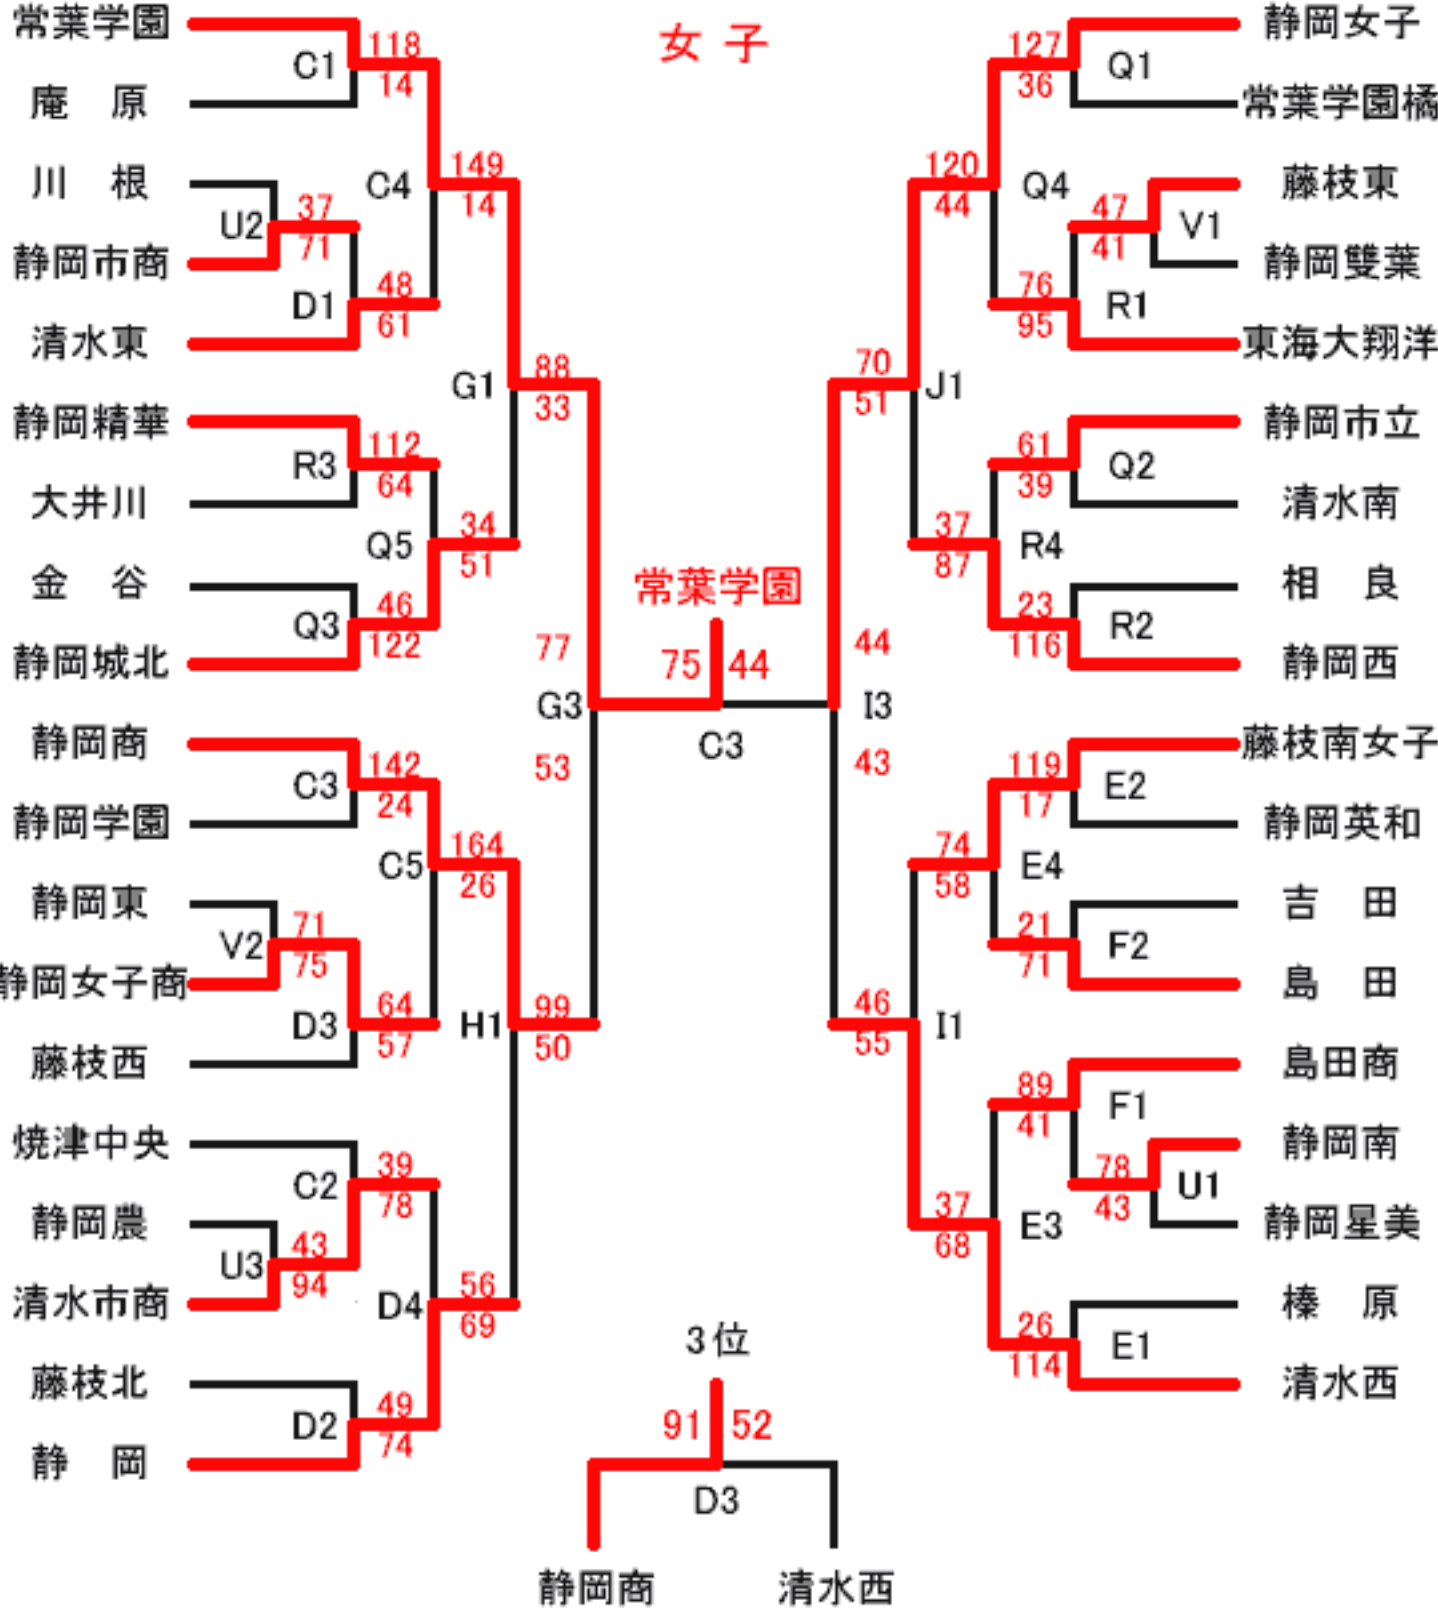 女子
常葉学園
C1
118
14
庵原
川根
U2
37
71
静岡市商
C4
149
14
D1
48
61
清水東
G1
88
33
静岡精華
R3
112
64
大井川
Q5
34
51
金谷
Q3
46
122
静岡城北
77
G3
53
静岡商
C3
142
24
静岡学園
C5
164
26
静岡東
V2
71
75
静岡女子商
D3
64
57
藤枝西
H1
99
50
焼津中央
C2
39
78
静岡農
U3
43
94
清水市商
D4
56
69
藤枝北
D2
49
74
静岡
常葉学園
75 44
C3
静岡女子
127
36
Q1
常葉学園橘
120
44
Q4
藤枝東
47
41
V1
静岡雙葉
76
95
R1
東海大翔洋
70
51
J1
静岡市立
61
39
Q2
清水南
37
87
R4
相良
23
116
R2
静岡西
44
I3
43
藤枝南女子
119
17
E2
静岡英和
74
58
E4
吉田
21
71
F2
島田
46
55
I1
島田商
89
41
F1
静岡南
78
43
U1
静岡星美
37
68
E3
榛原
26
114
E1
清水西
3位
91 52
D3
静岡商 清水西